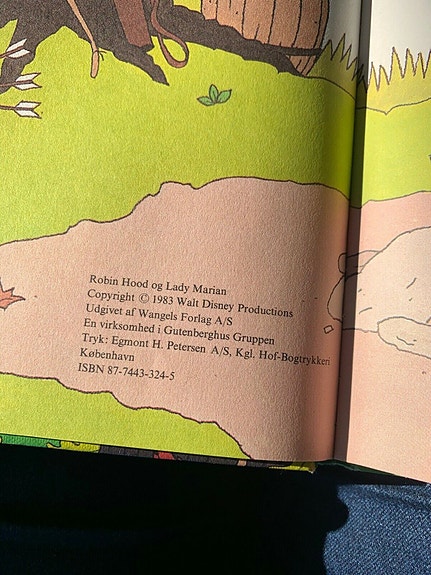 Robin Hood og Lady Marian
Copyright © 1983 Walt Disney Productions
Udgivet af Wangels Forlag A/S
En virksomhed i Gutenberghus Gruppen
Tryk: Egmont H. Petersen A/S, Kgl. Hof-Bogtrykkeri
København
ISBN 87-7443-324-5